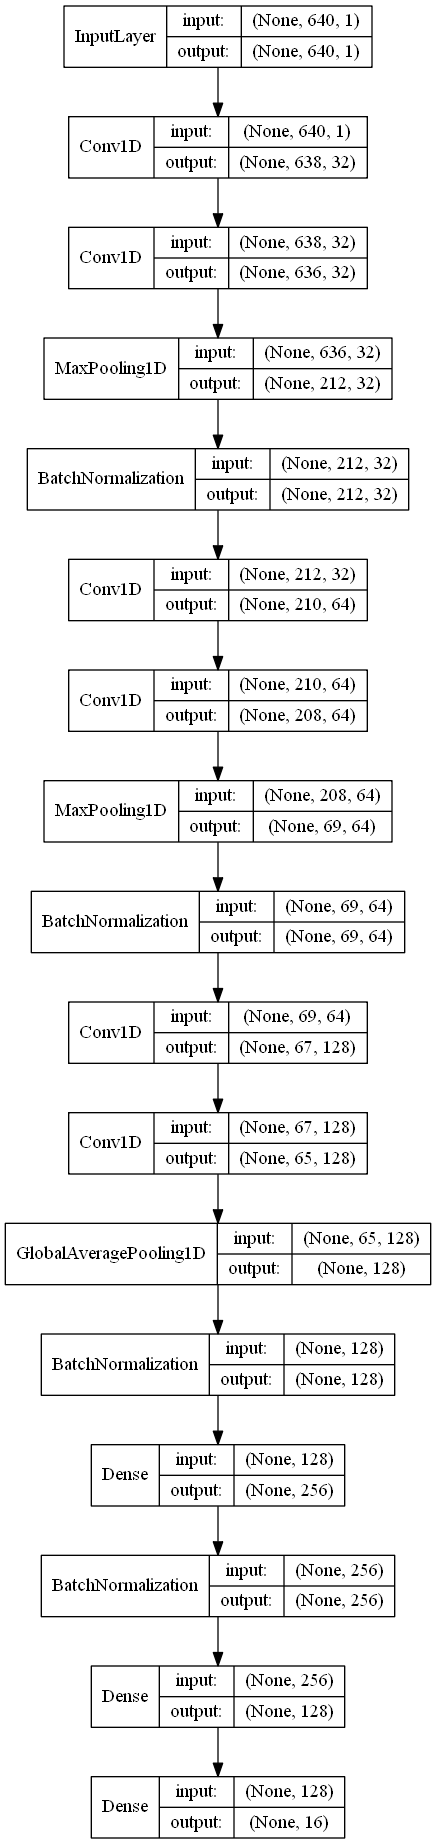 InputLayer input: (None, 640, 1)
output: (None, 640, 1)
Conv1D input: (None, 640, 1)
output: (None, 638, 32)
Conv1D input: (None, 638, 32)
output: (None, 636, 32)
MaxPooling1D input: (None, 636, 32)
output: (None, 212, 32)
BatchNormalization input: (None, 212, 32)
output: (None, 212, 32)
Conv1D input: (None, 212, 32)
output: (None, 210, 64)
Conv1D input: (None, 210, 64)
output: (None, 208, 64)
MaxPooling1D input: (None, 208, 64)
output: (None, 69, 64)
BatchNormalization input: (None, 69, 64)
output: (None, 69, 64)
Conv1D input: (None, 69, 64)
output: (None, 67, 128)
Conv1D input: (None, 67, 128)
output: (None, 65, 128)
GlobalAveragePooling1D input: (None, 65, 128)
output: (None, 128)
BatchNormalization input: (None, 128)
output: (None, 128)
Dense input: (None, 128)
output: (None, 256)
BatchNormalization input: (None, 256)
output: (None, 256)
Dense input: (None, 256)
output: (None, 128)
Dense input: (None, 128)
output: (None, 16)